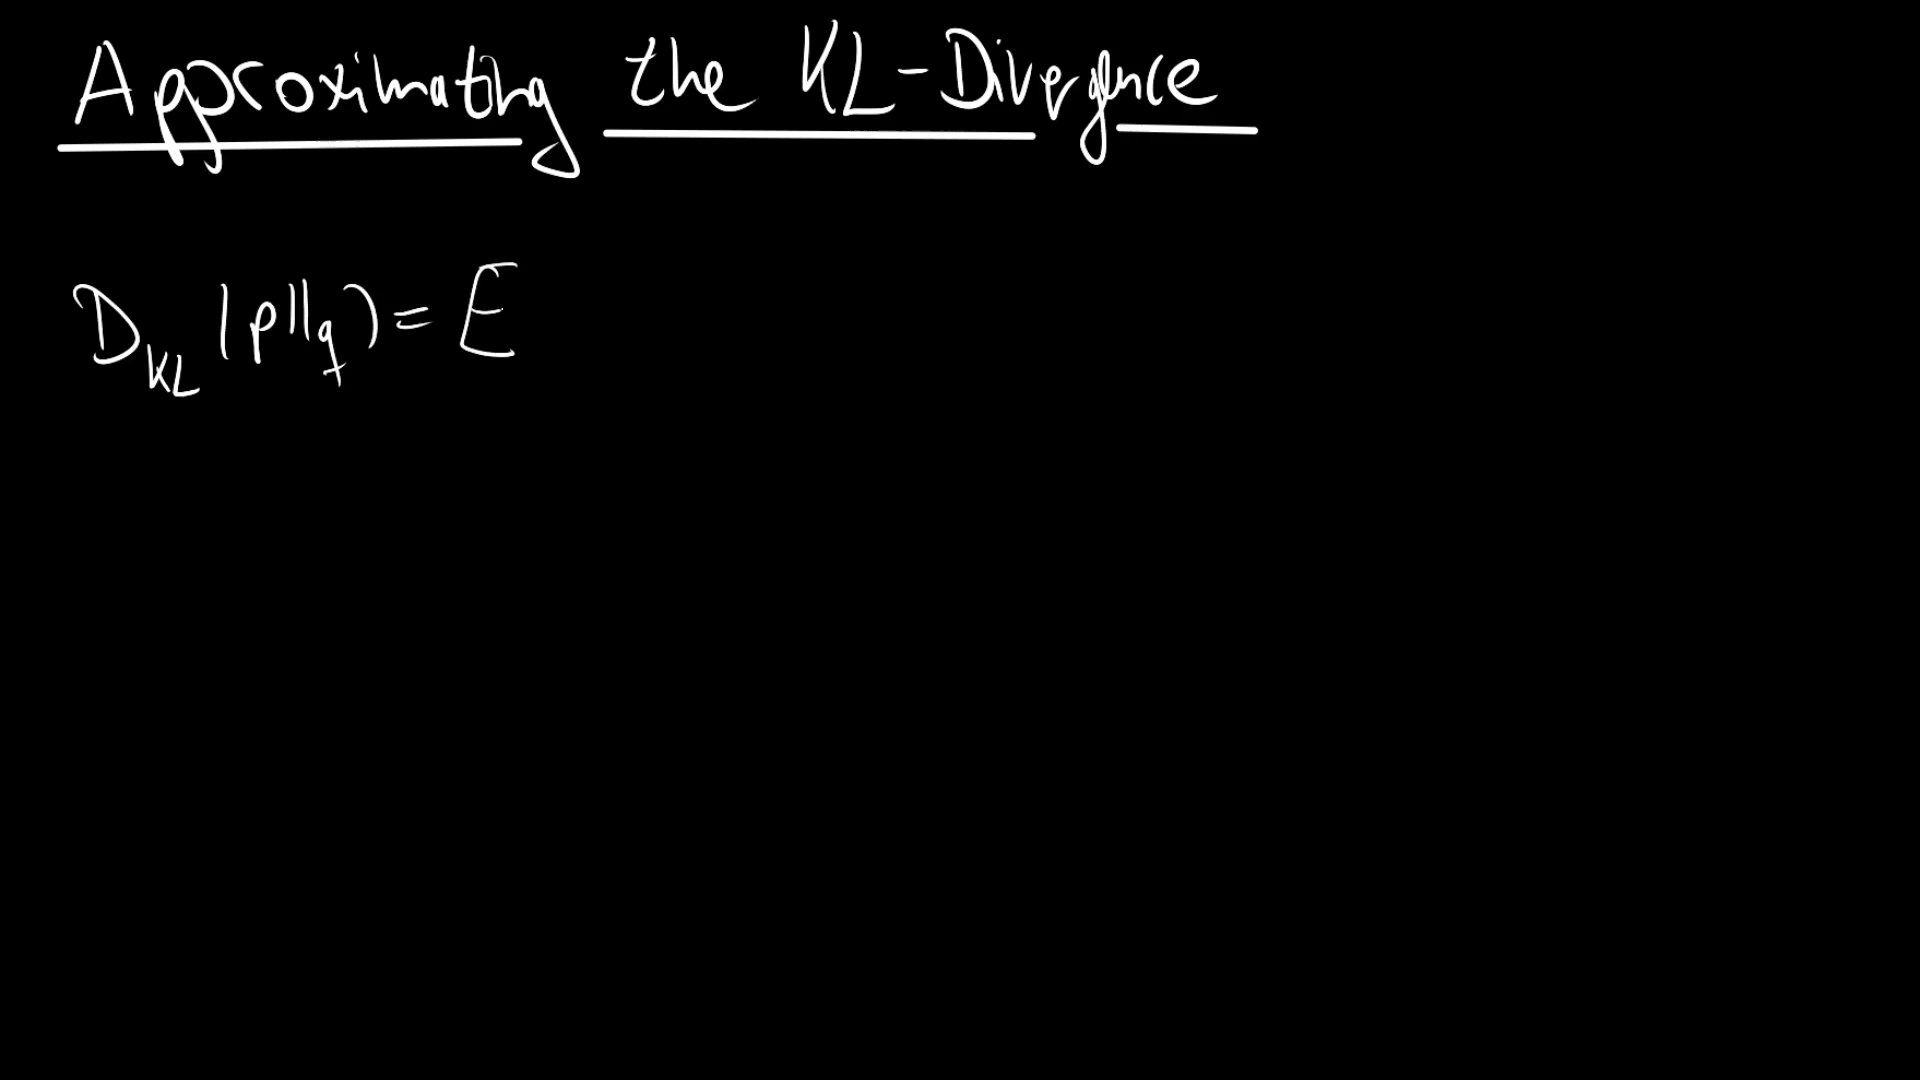 Approximating the KL-Divergence
D_KL (p||q) = E